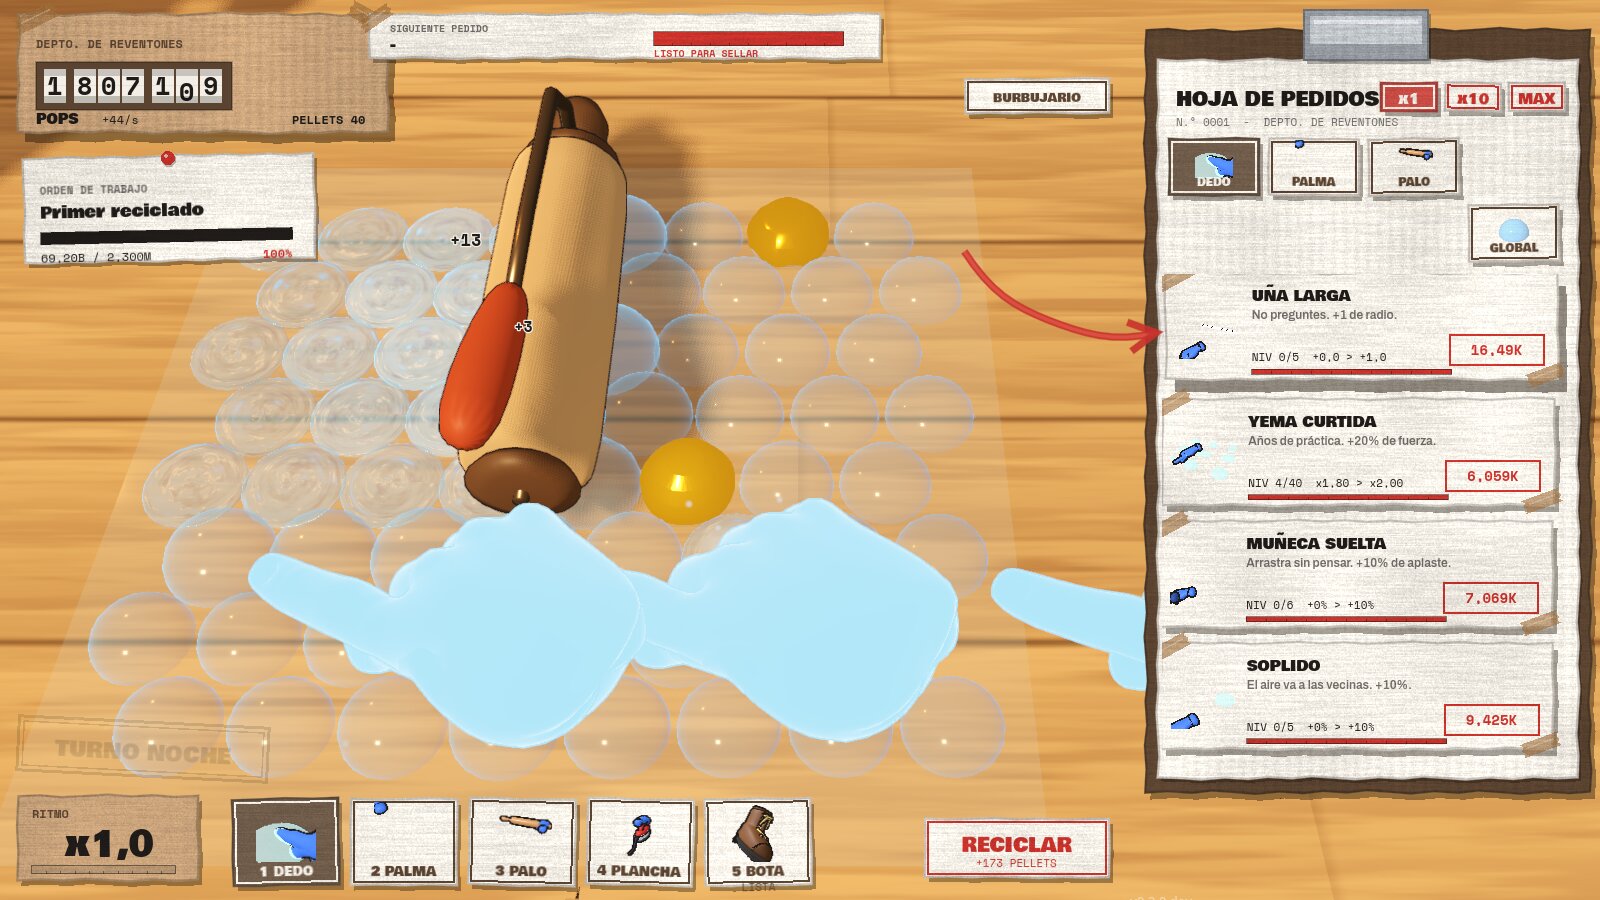 DEPTO. DE REVENTONES
1 807 109
POPS +44/s PELLETS 40
SIGUIENTE PEDIDO
-
LISTO PARA SELLAR
BURBUJARIO
ORDEN DE TRABAJO
Primer reciclado
69.20B / 2.300M 100%
+13
+3
HOJA DE PEDIDOS x1 x10 MAX
N.° 0001 - DEPTO. DE REVENTONES
DEDO PALMA PALO
GLOBAL
UÑA LARGA
No preguntes. +1 de radio.
NIV 0/5 +0,0 > +1,0
16,49K
YEMA CURTIDA
Años de práctica. +20% de fuerza.
NIV 4/40 x1,80 > x2,00
6,059K
MUÑECA SUELTA
Arrastra sin pensar. +10% de aplaste.
NIV 0/6 +0% > +10%
7,069K
SOPLIDO
El aire va a las vecinas. +10%.
NIV 0/5 +0% > +10%
9,425K
TURNO NOCHE
RITMO
x1,0
1 DEDO
2 PALMA
3 PALO
4 PLANCHA
5 BOTA
LISTA
RECICLAR
+173 PELLETS